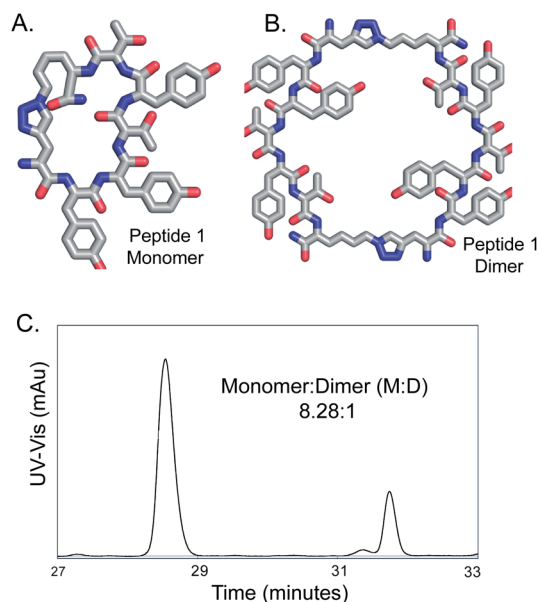 A.
B.
Peptide 1
Monomer
Peptide 1
Dimer
C.
Monomer:Dimer (M:D)
8.28:1
UV-Vis (mAu)
27
29
31
33
Time (minutes)